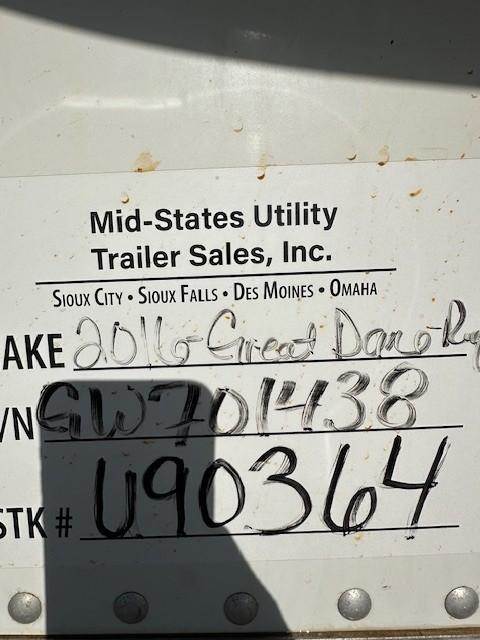 Mid-States Utility
Trailer Sales, Inc.
SIOUX CITY • SIOUX FALLS • DES MOINES • OMAHA
AKE 2016 Great Dane
/N GW701438
STK # U90364